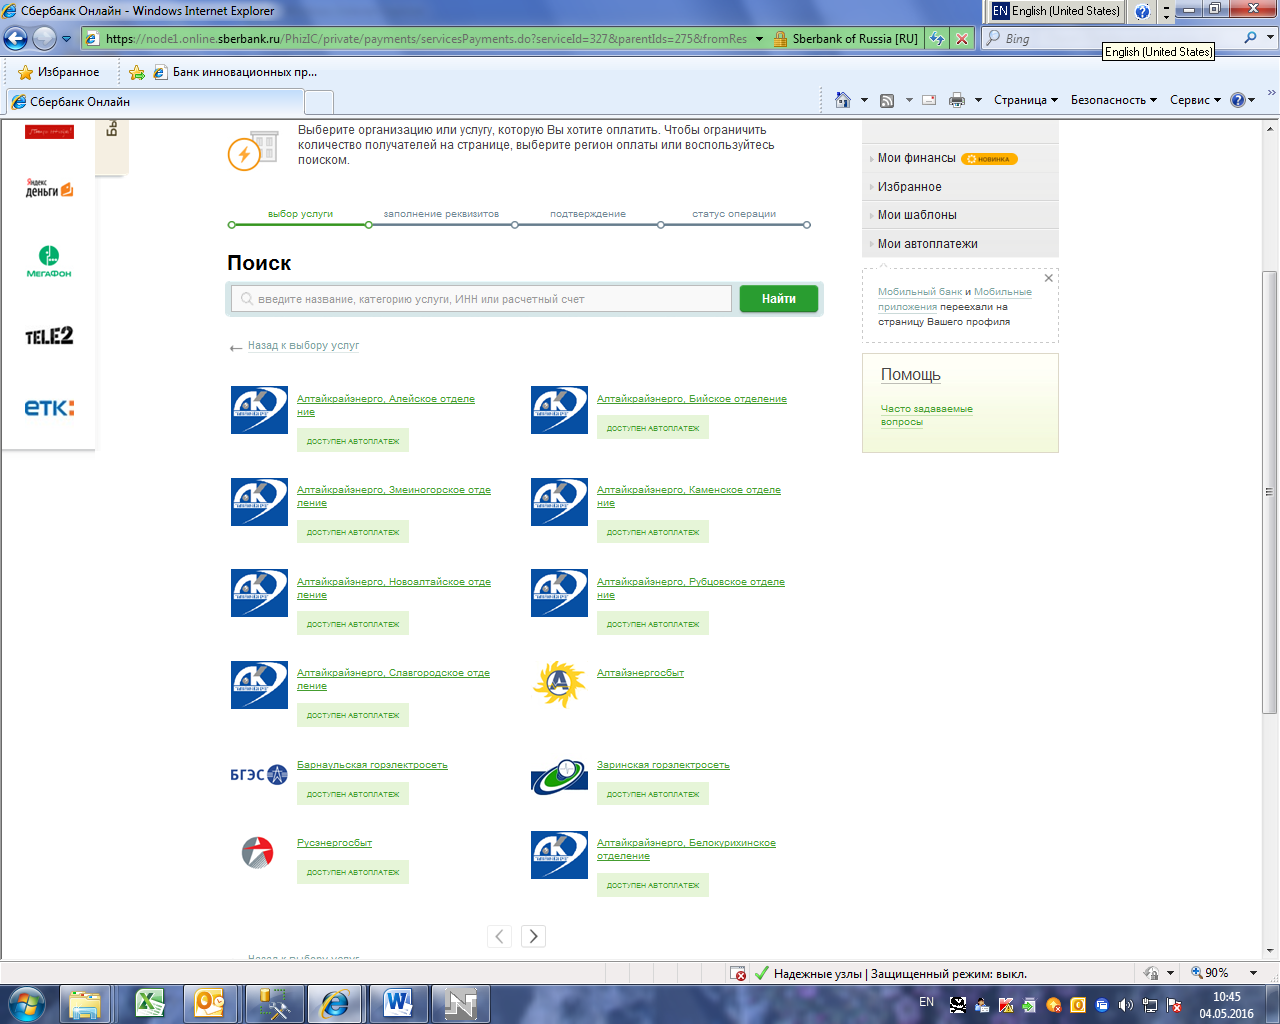 Сбербанк Онлайн - Windows Internet Explorer
EN English (United States)
https://node1.online.sberbank.ru/PhizIC/private/payments/servicesPayments.do?serviceId=327&parentIds=275&fromRes
Sberbank of Russia [RU]
Bing
English (United States)
Избранное
Банк инновационных пр...
Сбербанк Онлайн
Страница
Безопасность
Сервис
Яндекс
деньги
МЕГАФОН
TELE2
ЕТК:
Бы
Выберите организацию или услугу, которую Вы хотите оплатить. Чтобы ограничить
количество получателей на странице, выберите регион оплаты или воспользуйтесь
поиском.
выбор услуги
заполнение реквизитов
подтверждение
статус операции
Поиск
введите название, категорию услуги, ИНН или расчетный счет
Найти
Назад к выбору услуг
Алтайкрайэнерго, Алейское отделе
ние
ДОСТУПЕН АВТОПЛАТЕЖ
Алтайкрайэнерго, Бийское отделение
ДОСТУПЕН АВТОПЛАТЕЖ
Алтайкрайэнерго, Змеиногорское отде
ление
ДОСТУПЕН АВТОПЛАТЕЖ
Алтайкрайэнерго, Каменское отделе
ние
ДОСТУПЕН АВТОПЛАТЕЖ
Алтайкрайэнерго, Новоалтайское отде
ление
ДОСТУПЕН АВТОПЛАТЕЖ
Алтайкрайэнерго, Рубцовское отделе
ние
ДОСТУПЕН АВТОПЛАТЕЖ
Алтайкрайэнерго, Славгородское отде
ление
ДОСТУПЕН АВТОПЛАТЕЖ
Алтайэнергосбыт
БГЭС
Барнаульская горэлектросеть
ДОСТУПЕН АВТОПЛАТЕЖ
Заринская горэлектросеть
ДОСТУПЕН АВТОПЛАТЕЖ
Русэнергосбыт
ДОСТУПЕН АВТОПЛАТЕЖ
Алтайкрайэнерго, Белокурихинское
отделение
ДОСТУПЕН АВТОПЛАТЕЖ
Назад к выбору услуг
Мои финансы
НОВИНКА
Избранное
Мои шаблоны
Мои автоплатежи
Мобильный банк и Мобильные
приложения переехали на
страницу Вашего профиля
Помощь
Часто задаваемые
вопросы
Надежные узлы | Защищенный режим: выкл.
90%
EN
10:45
04.05.2016